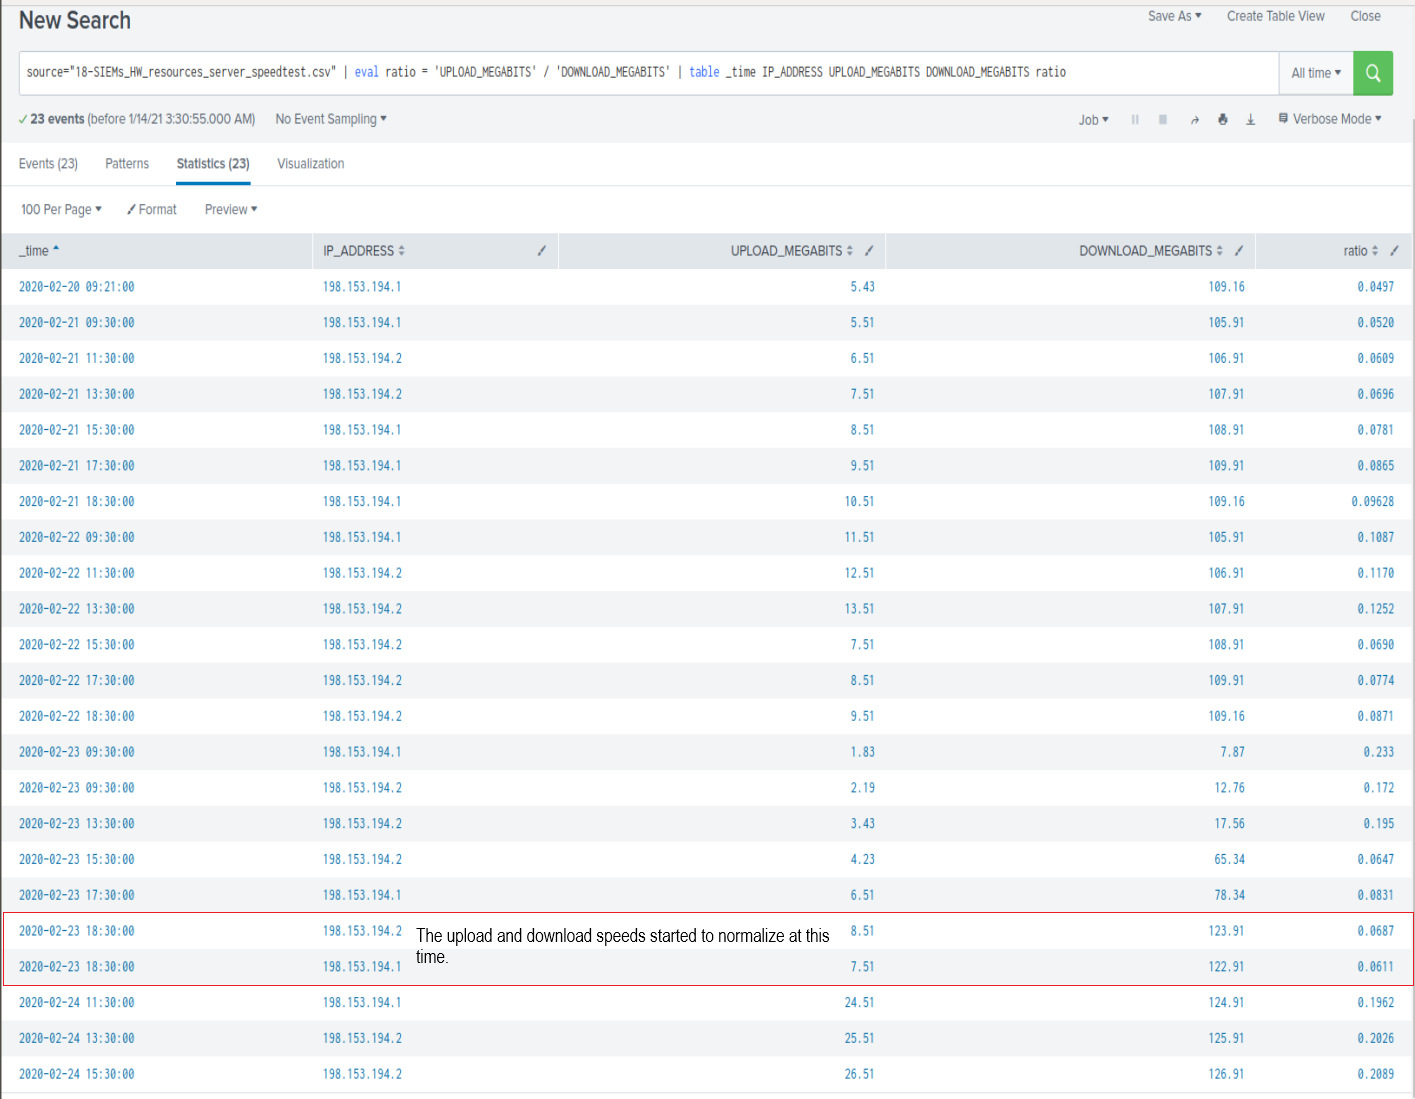 New Search
Save As Create Table View Close
source="18-SIEMs_HW_resources_server_speedtest.csv" | eval ratio = 'UPLOAD_MEGABITS' / 'DOWNLOAD_MEGABITS' | table _time IP_ADDRESS UPLOAD_MEGABITS DOWNLOAD_MEGABITS ratio
All time
✓ 23 events (before 1/14/21 3:30:55.000 AM) No Event Sampling
Job Verbose Mode
Events (23) Patterns Statistics (23) Visualization
100 Per Page Format Preview
_time IP_ADDRESS UPLOAD_MEGABITS DOWNLOAD_MEGABITS ratio
2020-02-20 09:21:00 198.153.194.1 5.43 109.16 0.0497
2020-02-21 09:30:00 198.153.194.1 5.51 105.91 0.0520
2020-02-21 11:30:00 198.153.194.2 6.51 106.91 0.0609
2020-02-21 13:30:00 198.153.194.2 7.51 107.91 0.0696
2020-02-21 15:30:00 198.153.194.1 8.51 108.91 0.0781
2020-02-21 17:30:00 198.153.194.1 9.51 109.91 0.0865
2020-02-21 18:30:00 198.153.194.1 10.51 109.16 0.09628
2020-02-22 09:30:00 198.153.194.1 11.51 105.91 0.1087
2020-02-22 11:30:00 198.153.194.2 12.51 106.91 0.1170
2020-02-22 13:30:00 198.153.194.2 13.51 107.91 0.1252
2020-02-22 15:30:00 198.153.194.2 7.51 108.91 0.0690
2020-02-22 17:30:00 198.153.194.2 8.51 109.91 0.0774
2020-02-22 18:30:00 198.153.194.2 9.51 109.16 0.0871
2020-02-23 09:30:00 198.153.194.1 1.83 7.87 0.233
2020-02-23 09:30:00 198.153.194.2 2.19 12.76 0.172
2020-02-23 13:30:00 198.153.194.2 3.43 17.56 0.195
2020-02-23 15:30:00 198.153.194.2 4.23 65.34 0.0647
2020-02-23 17:30:00 198.153.194.1 6.51 78.34 0.0831
2020-02-23 18:30:00 198.153.194.2 8.51 123.91 0.0687
The upload and download speeds started to normalize at this
time.
2020-02-23 18:30:00 198.153.194.1 7.51 122.91 0.0611
2020-02-24 11:30:00 198.153.194.1 24.51 124.91 0.1962
2020-02-24 13:30:00 198.153.194.2 25.51 125.91 0.2026
2020-02-24 15:30:00 198.153.194.2 26.51 126.91 0.2089